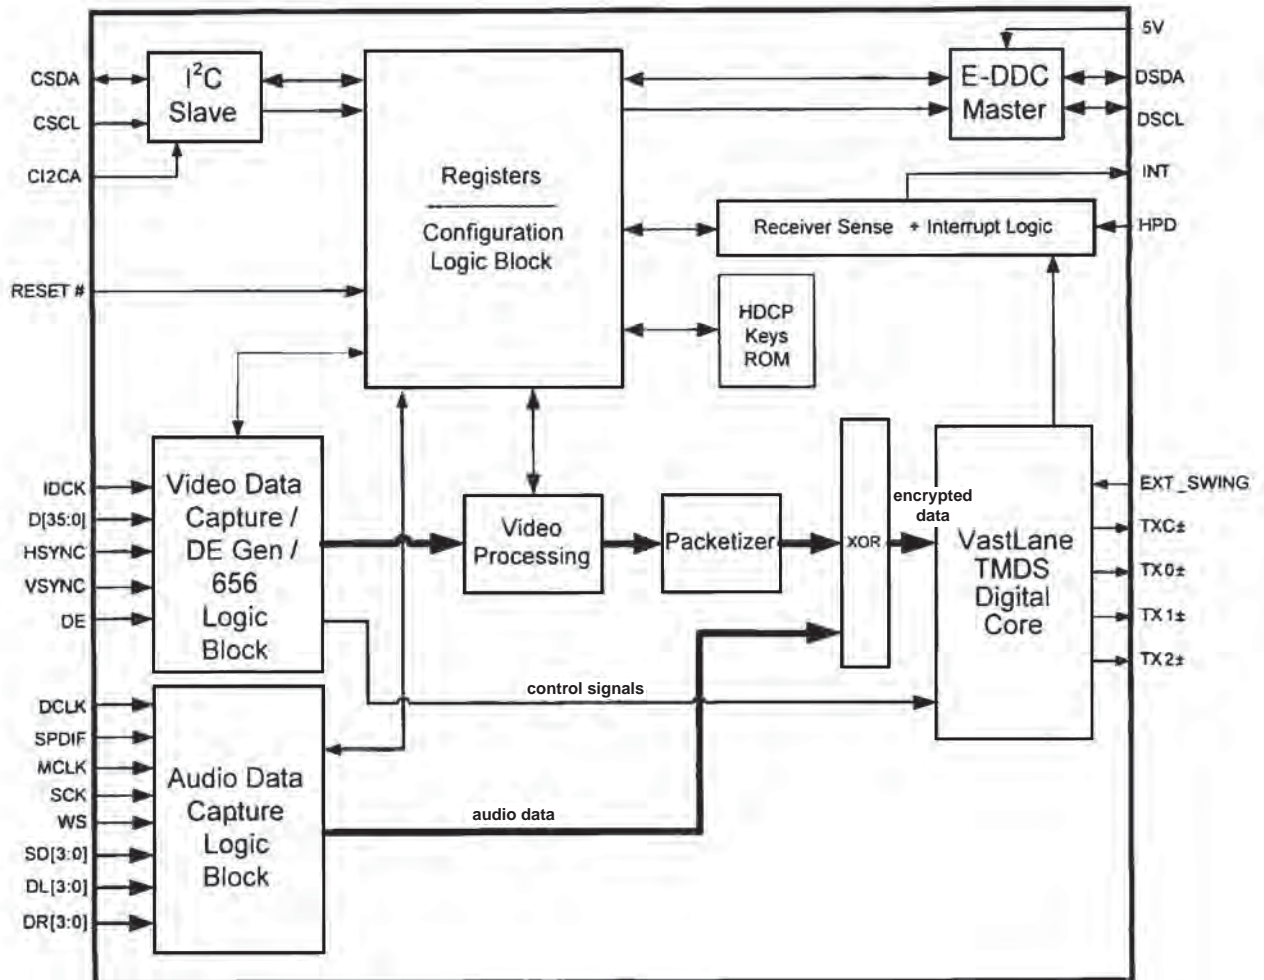 5V
CSDA
I²C
Slave
E-DDC
Master
DSDA
CSCL
DSCL
CI2CA
INT
Registers
Configuration
Logic Block
Receiver Sense + Interrupt Logic
HPD
RESET #
HDCP
Keys
ROM
IDCK
D[35:0]
HSYNC
VSYNC
DE
Video Data
Capture /
DE Gen /
656
Logic
Block
Video
Processing
Packetizer
XOR
encrypted
data
VastLane
TMDS
Digital
Core
EXT_SWING
TXC±
TX0±
TX1±
TX2±
control signals
DCLK
SPDIF
MCLK
SCK
WS
SD[3:0]
DL[3:0]
DR[3:0]
Audio Data
Capture
Logic
Block
audio data